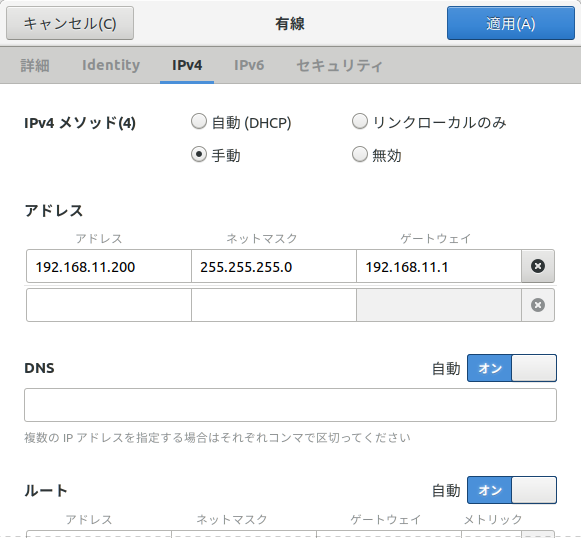 キャンセル(C) 有線 適用(A)
詳細 Identity IPv4 IPv6 セキュリティ
IPv4 メソッド(4) 自動 (DHCP) リンクローカルのみ
手動 無効
アドレス
アドレス ネットマスク ゲートウェイ
192.168.11.200 255.255.255.0 192.168.11.1
DNS 自動 オン
複数の IP アドレスを指定する場合はそれぞれコンマで区切ってください
ルート 自動 オン
アドレス ネットマスク ゲートウェイ メトリック